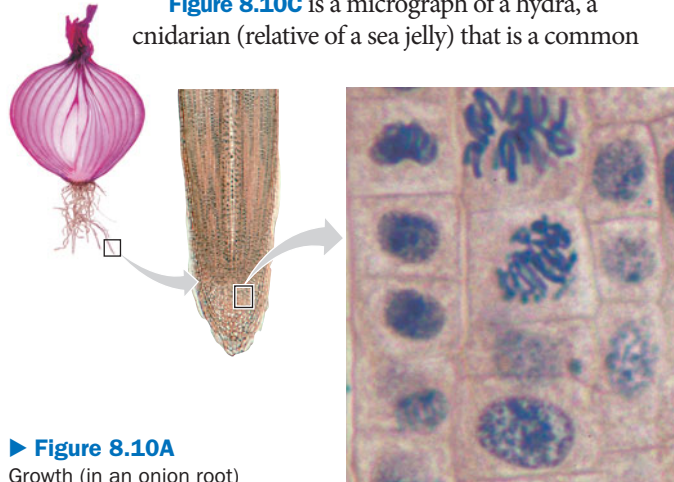 Figure 8.10C is a micrograph of a hydra, a
cnidarian (relative of a sea jelly) that is a common
▶ Figure 8.10A
Growth (in an onion root)